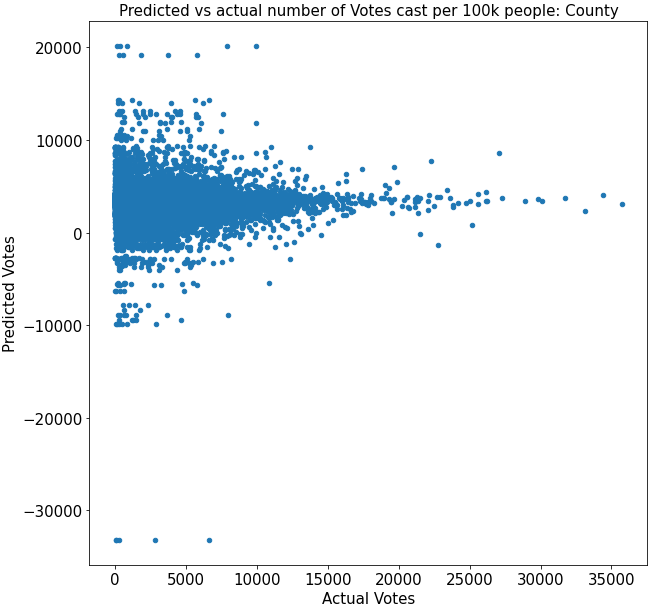 Predicted vs actual number of Votes cast per 100k people: County
20000
10000
0
−10000
−20000
−30000
Predicted Votes
0 5000 10000 15000 20000 25000 30000 35000
Actual Votes